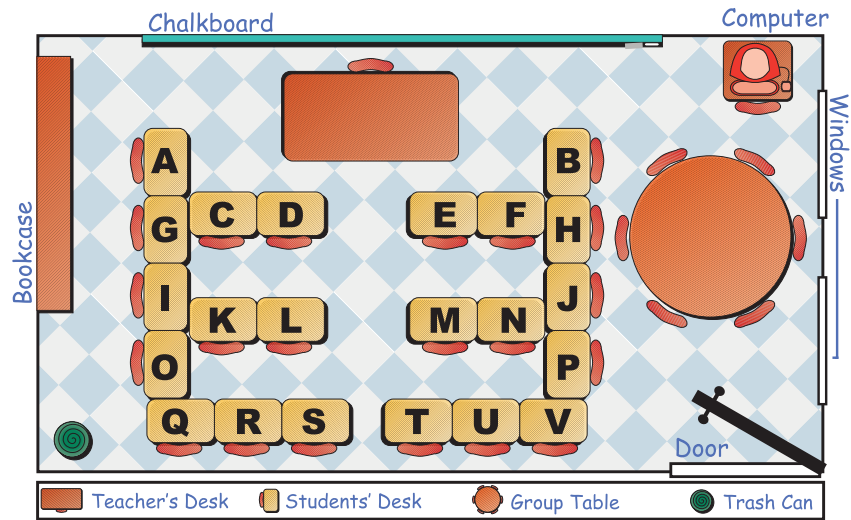 Chalkboard
Computer
Windows
Bookcase
A
B
C D
E F
G
H
I
J
K L
M N
O
P
Q R S
T U V
Door
Teacher's Desk
Students' Desk
Group Table
Trash Can